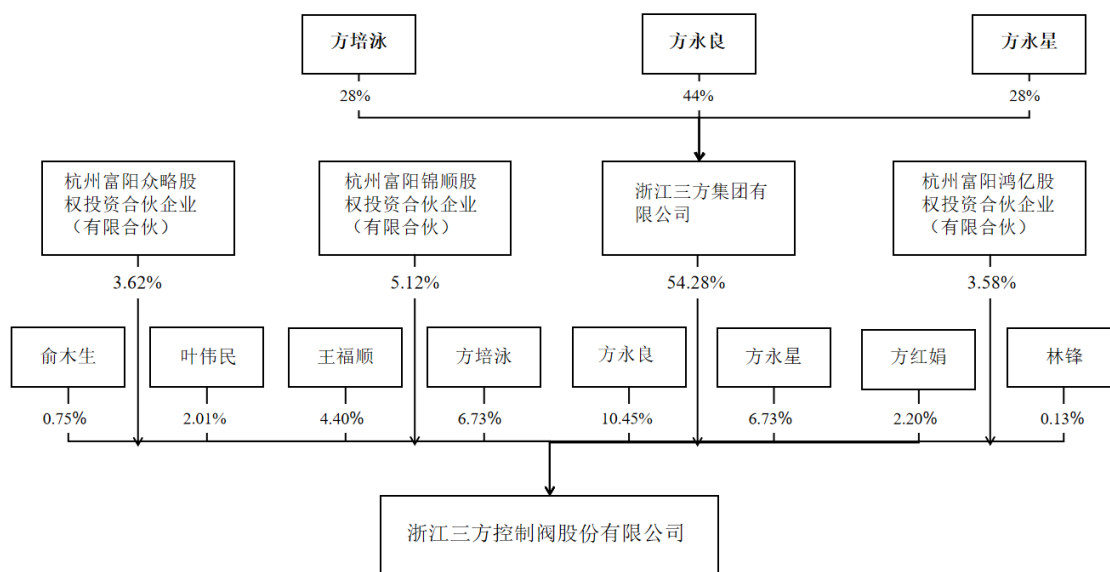 方培泳
方永良
方永星
28%
44%
28%
杭州富阳众略股
权投资合伙企业
（有限合伙）
杭州富阳锦顺股
权投资合伙企业
（有限合伙）
浙江三方集团有
限公司
杭州富阳鸿亿股
权投资合伙企业
（有限合伙）
3.62%
5.12%
54.28%
3.58%
俞木生
叶伟民
王福顺
方培泳
方永良
方永星
方红娟
林锋
0.75%
2.01%
4.40%
6.73%
10.45%
6.73%
2.20%
0.13%
浙江三方控制阀股份有限公司